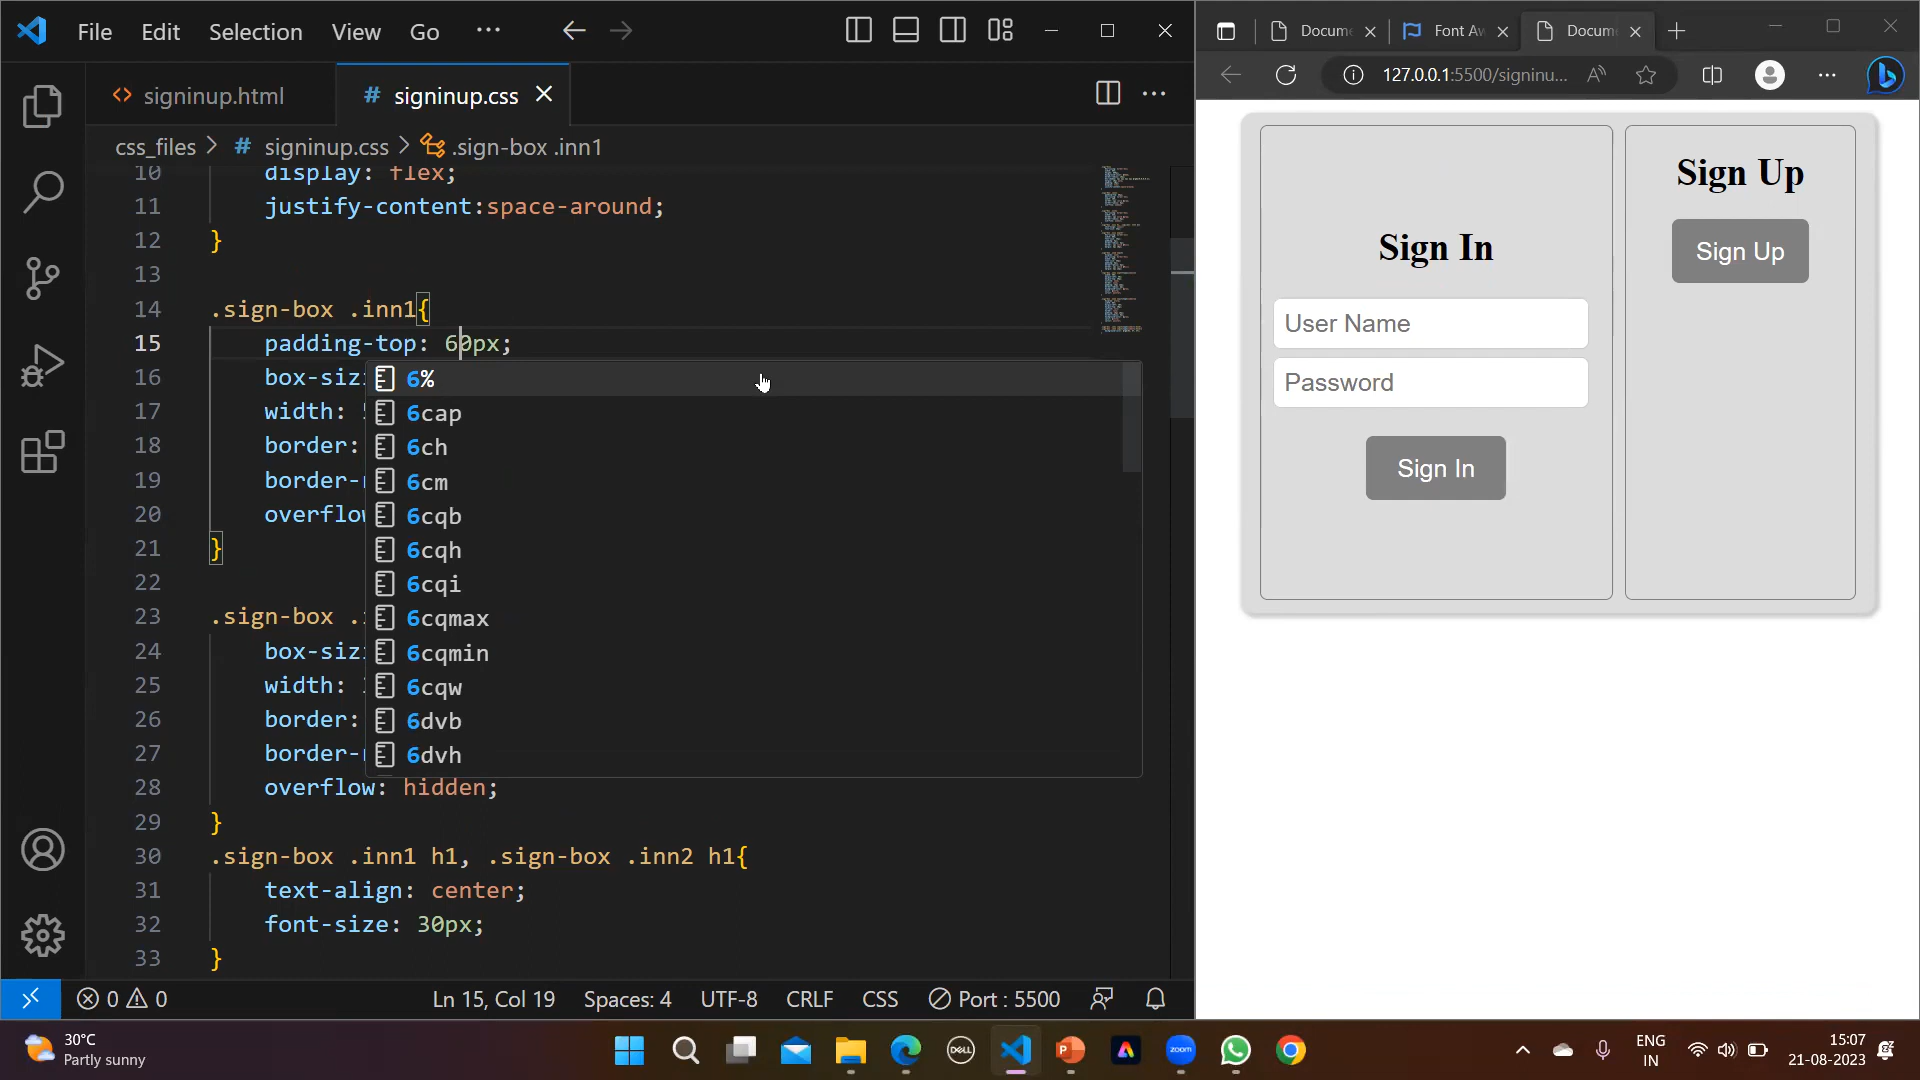 File Edit Selection View Go ...
signinup.html # signinup.css
css_files > # signinup.css > .sign-box .inn1
10 display: flex;
11 justify-content:space-around;
12 }
13
14 .sign-box .inn1{
15 padding-top: 60px;
16 box-siz
17 width:
18 border:
19 border-
20 overflow
21 }
22
23 .sign-box .i
24 box-siz
25 width:
26 border:
27 border-
28 overflow: hidden;
29 }
30 .sign-box .inn1 h1, .sign-box .inn2 h1{
31 text-align: center;
32 font-size: 30px;
33 }
6%
6cap
6ch
6cm
6cqb
6cqh
6cqi
6cqmax
6cqmin
6cqw
6dvb
6dvh
0 0 Ln 15, Col 19 Spaces: 4 UTF-8 CRLF CSS Port : 5500
Docum Font Aw Docum
127.0.0.1:5500/signinu...
Sign In
User Name
Password
Sign In
Sign Up
Sign Up
30°C
Partly sunny
DELL
zoom
ENG
IN
15:07
21-08-2023